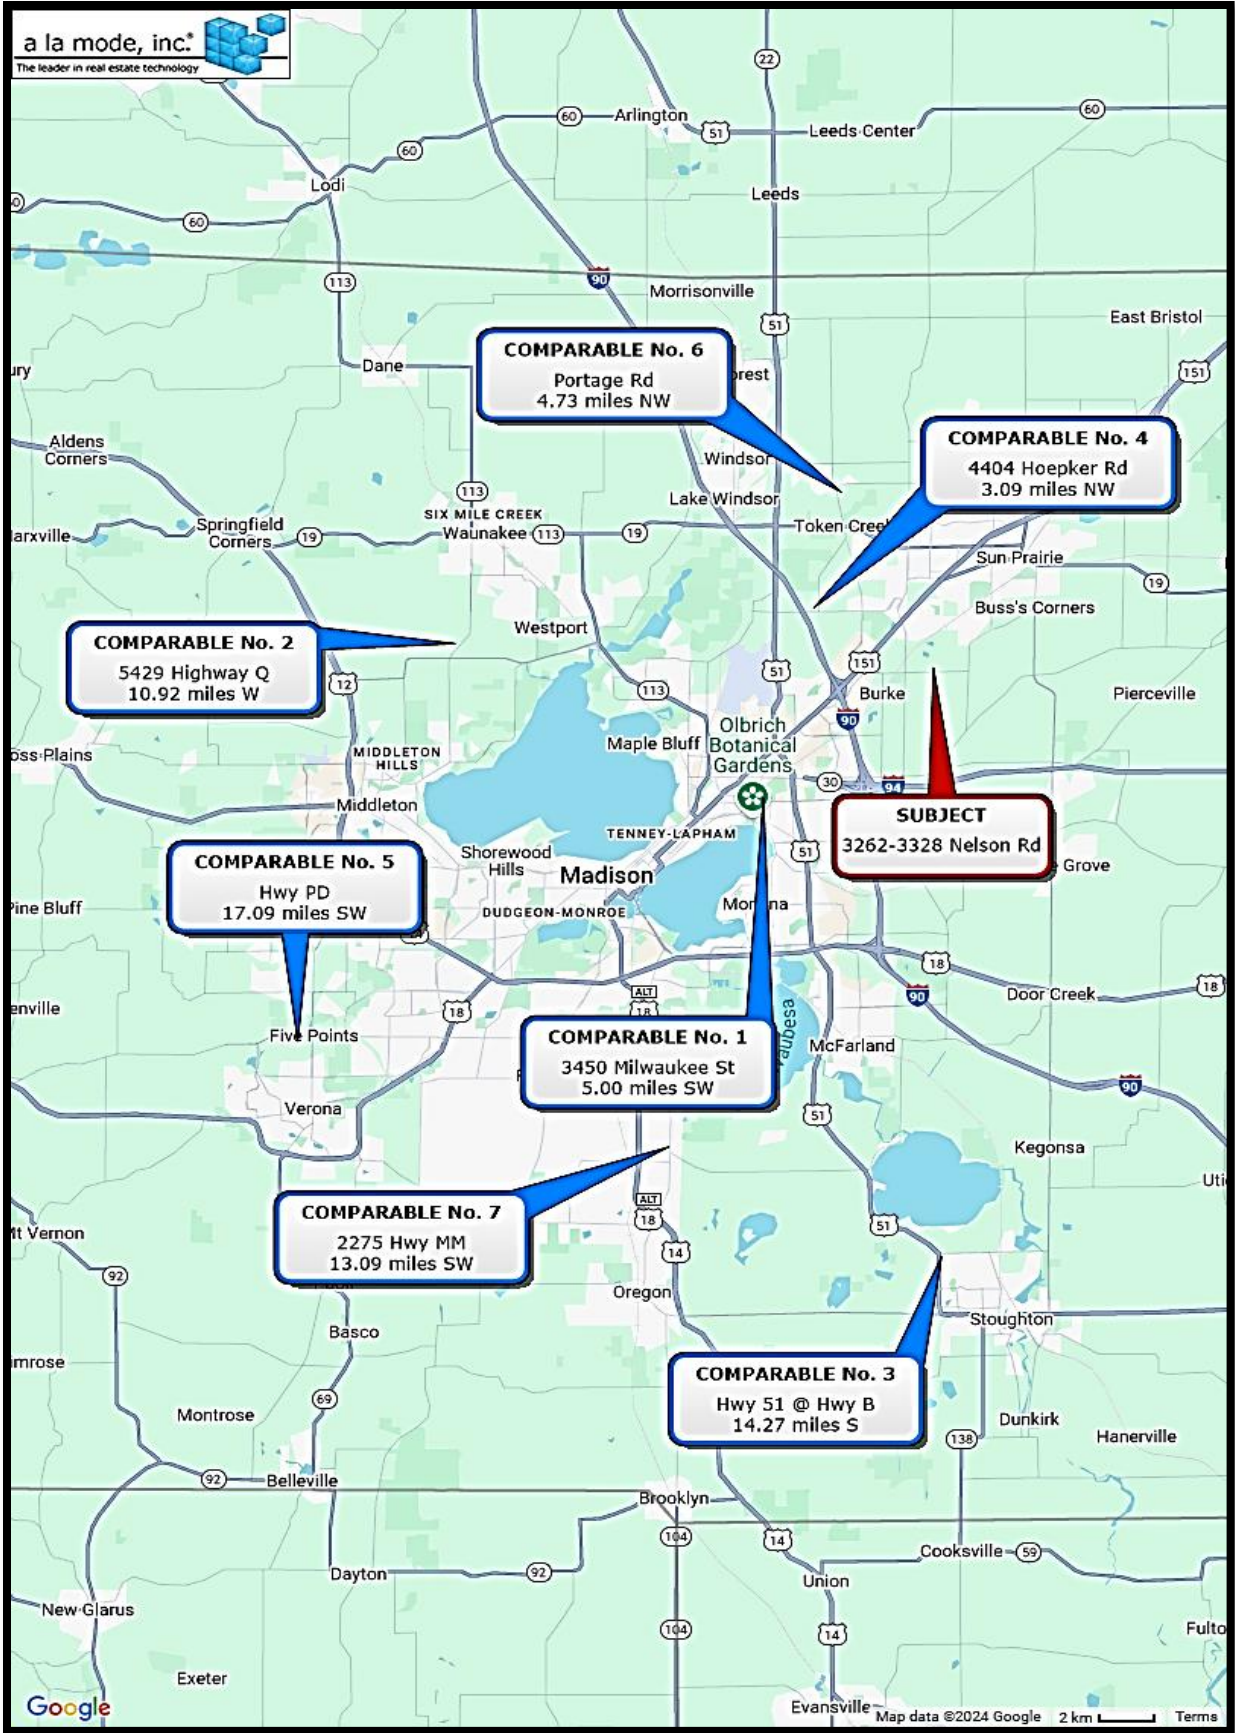 a la mode, inc.
The leader in real estate technology
22
60
Arlington
51
Leeds Center
60
60
Lodi
Leeds
60
113
90
Morrisonville
51
East Bristol
Dane
151
COMPARABLE No. 6
Portage Rd
4.73 miles NW
COMPARABLE No. 4
4404 Hoepker Rd
3.09 miles NW
Aldens
Corners
Windsor
Lake Windsor
113
SIX MILE CREEK
Waunakee
113
19
Token Creek
Springfield
Corners
19
Sun Prairie
19
Buss's Corners
Westport
COMPARABLE No. 2
5429 Highway Q
10.92 miles W
12
113
51
151
Burke
Pierceville
90
Olbrich
Botanical
Gardens
Maple Bluff
MIDDLETON
HILLS
30
94
Middleton
SUBJECT
3262-3328 Nelson Rd
TENNEY-LAPHAM
51
Grove
Shorewood
Hills
Madison
COMPARABLE No. 5
Hwy PD
17.09 miles SW
Pine Bluff
DUDGEON-MONROE
18
18
90
Door Creek
18
ALT
18
Five Points
COMPARABLE No. 1
3450 Milwaukee St
5.00 miles SW
McFarland
90
Verona
51
Kegonsa
COMPARABLE No. 7
2275 Hwy MM
13.09 miles SW
ALT
18
51
14
Mt Vernon
92
Oregon
Stoughton
Basco
COMPARABLE No. 3
Hwy 51 @ Hwy B
14.27 miles S
69
Montrose
Dunkirk
138
Hanerville
92
Belleville
Brooklyn
104
14
Cooksville
59
Dayton
92
Union
New Glarus
104
14
Exeter
Evansville
Google
Map data ©2024 Google
2 km
Terms